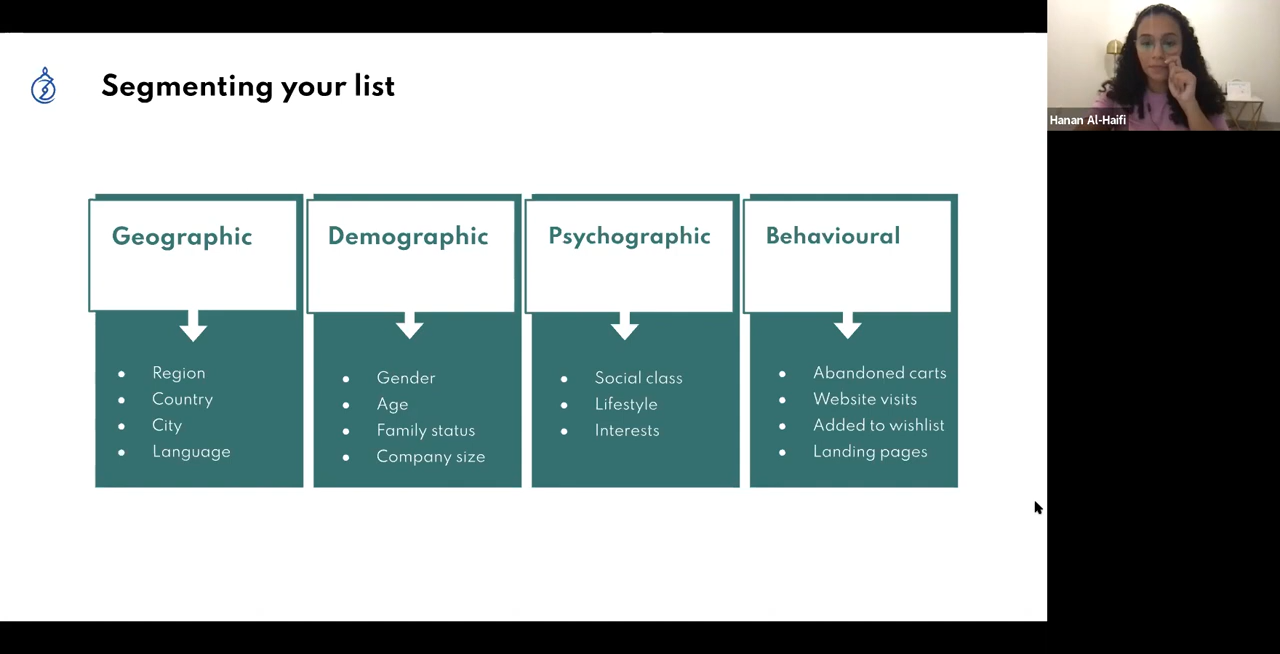 Segmenting your list
Hanan Al-Haifi
Geographic
Region
Country
City
Language
Demographic
Gender
Age
Family status
Company size
Psychographic
Social class
Lifestyle
Interests
Behavioural
Abandoned carts
Website visits
Added to wishlist
Landing pages